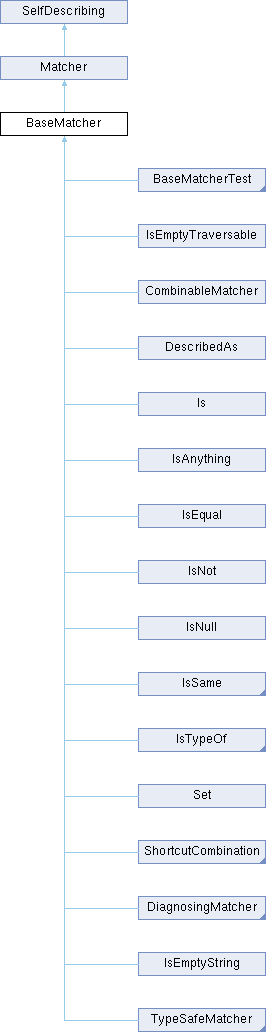 SelfDescribing
Matcher
BaseMatcher
BaseMatcherTest
IsEmptyTraversable
CombinableMatcher
DescribedAs
Is
IsAnything
IsEqual
IsNot
IsNull
IsSame
IsTypeOf
Set
ShortcutCombination
DiagnosingMatcher
IsEmptyString
TypeSafeMatcher